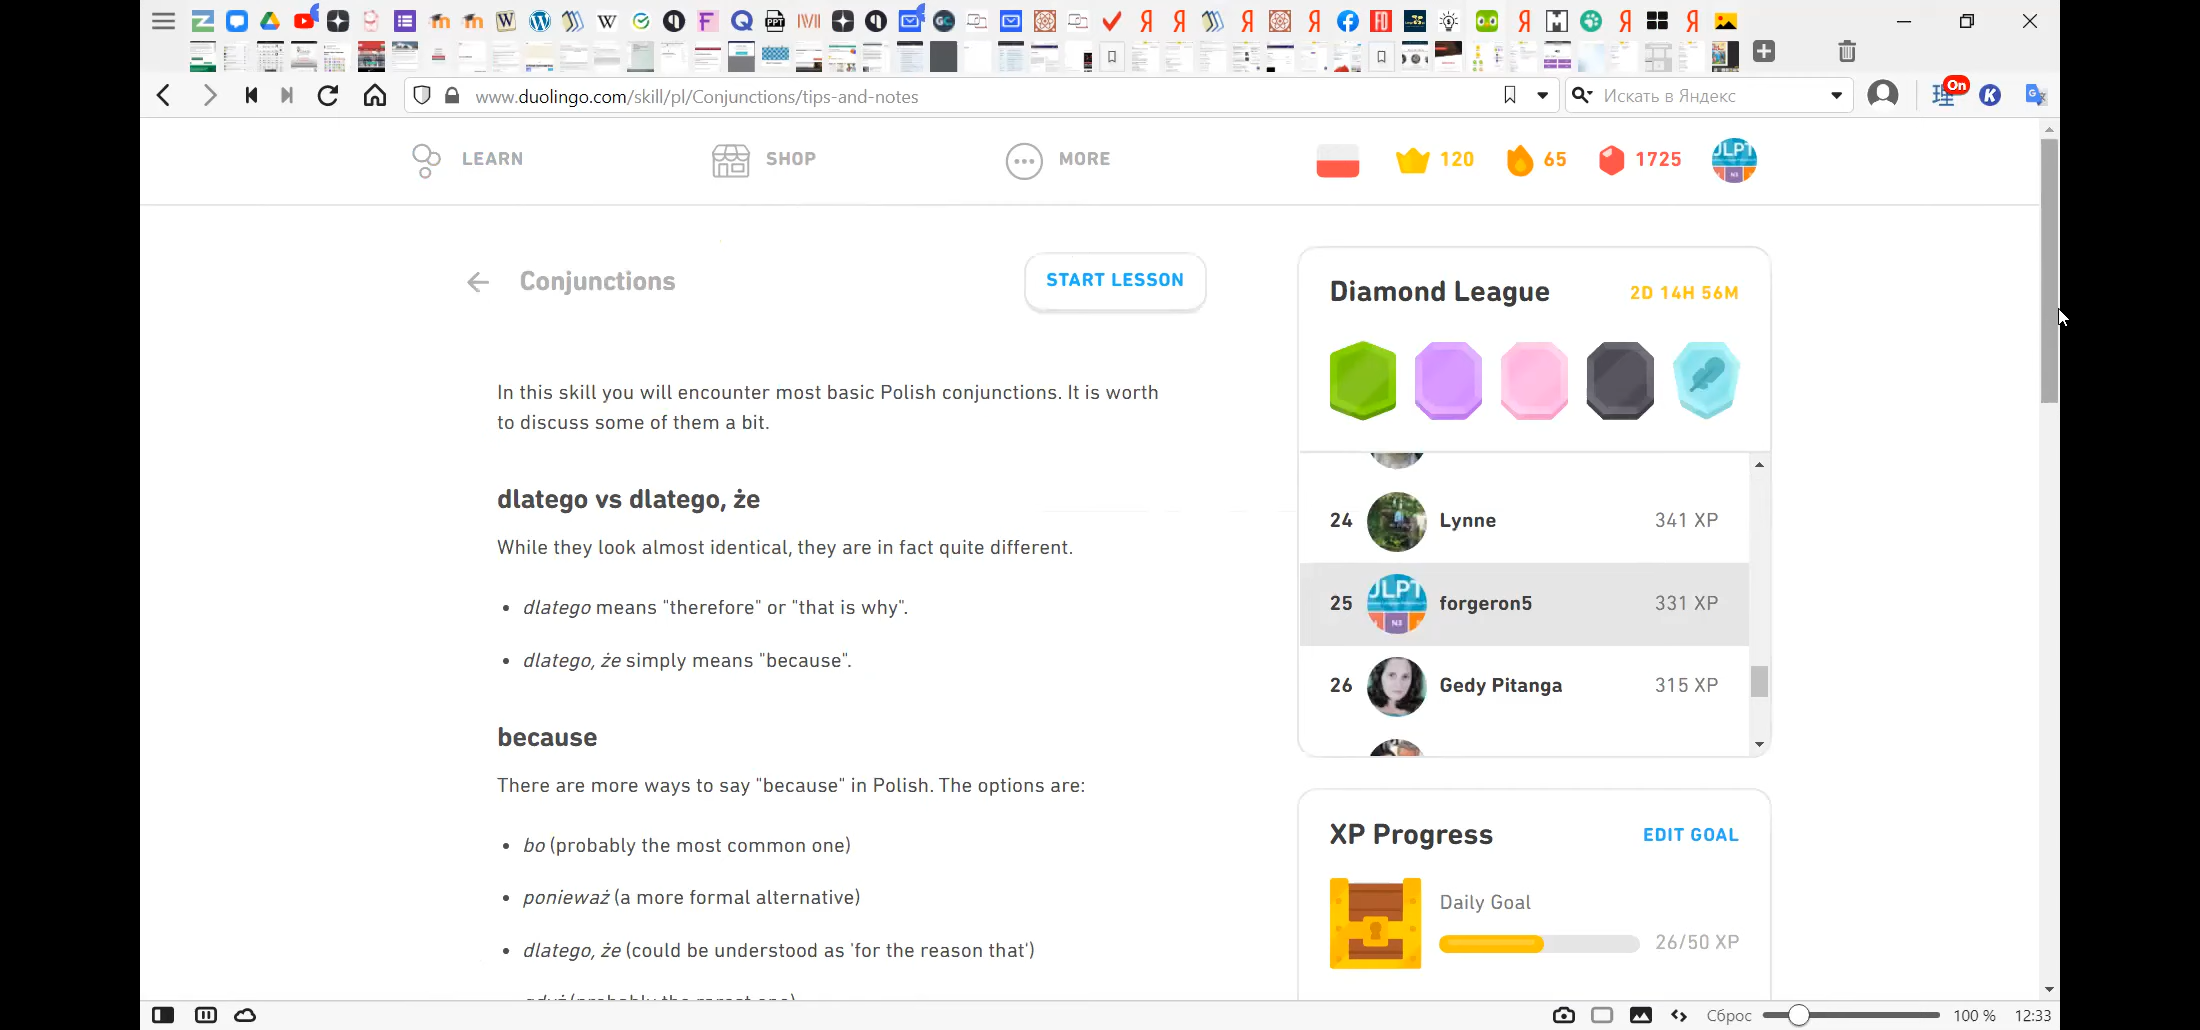 www.duolingo.com/skill/pl/Conjunctions/tips-and-notes
Искать в Яндекс
On
LEARN
SHOP
MORE
120
65
1725
JLPT
N3
Conjunctions
START LESSON
In this skill you will encounter most basic Polish conjunctions. It is worth
to discuss some of them a bit.
dlatego vs dlatego, że
While they look almost identical, they are in fact quite different.
• dlatego means "therefore" or "that is why".
• dlatego, że simply means "because".
because
There are more ways to say "because" in Polish. The options are:
• bo (probably the most common one)
• ponieważ (a more formal alternative)
• dlatego, że (could be understood as 'for the reason that')
Diamond League
2D 14H 56M
24 Lynne 341 XP
25 forgeron5 331 XP
JLPT
N3
26 Gedy Pitanga 315 XP
XP Progress
EDIT GOAL
Daily Goal
26/50 XP
Сброс
100 %
12:33